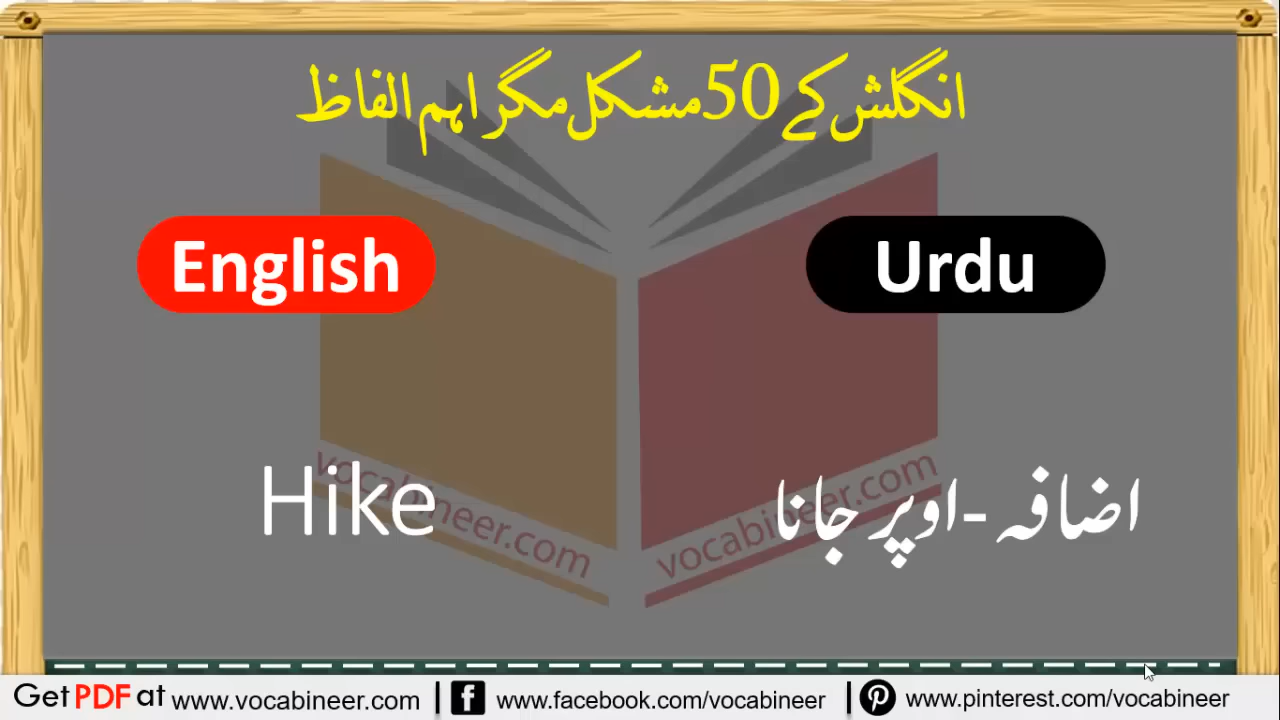 انگلش کے 50 مشکل مگر اہم الفاظ
English
Urdu
Hike
اضافہ - اوپر جانا
vocabineer.com
vocabineer.com
Get PDF at www.vocabineer.com | www.facebook.com/vocabineer | www.pinterest.com/vocabineer